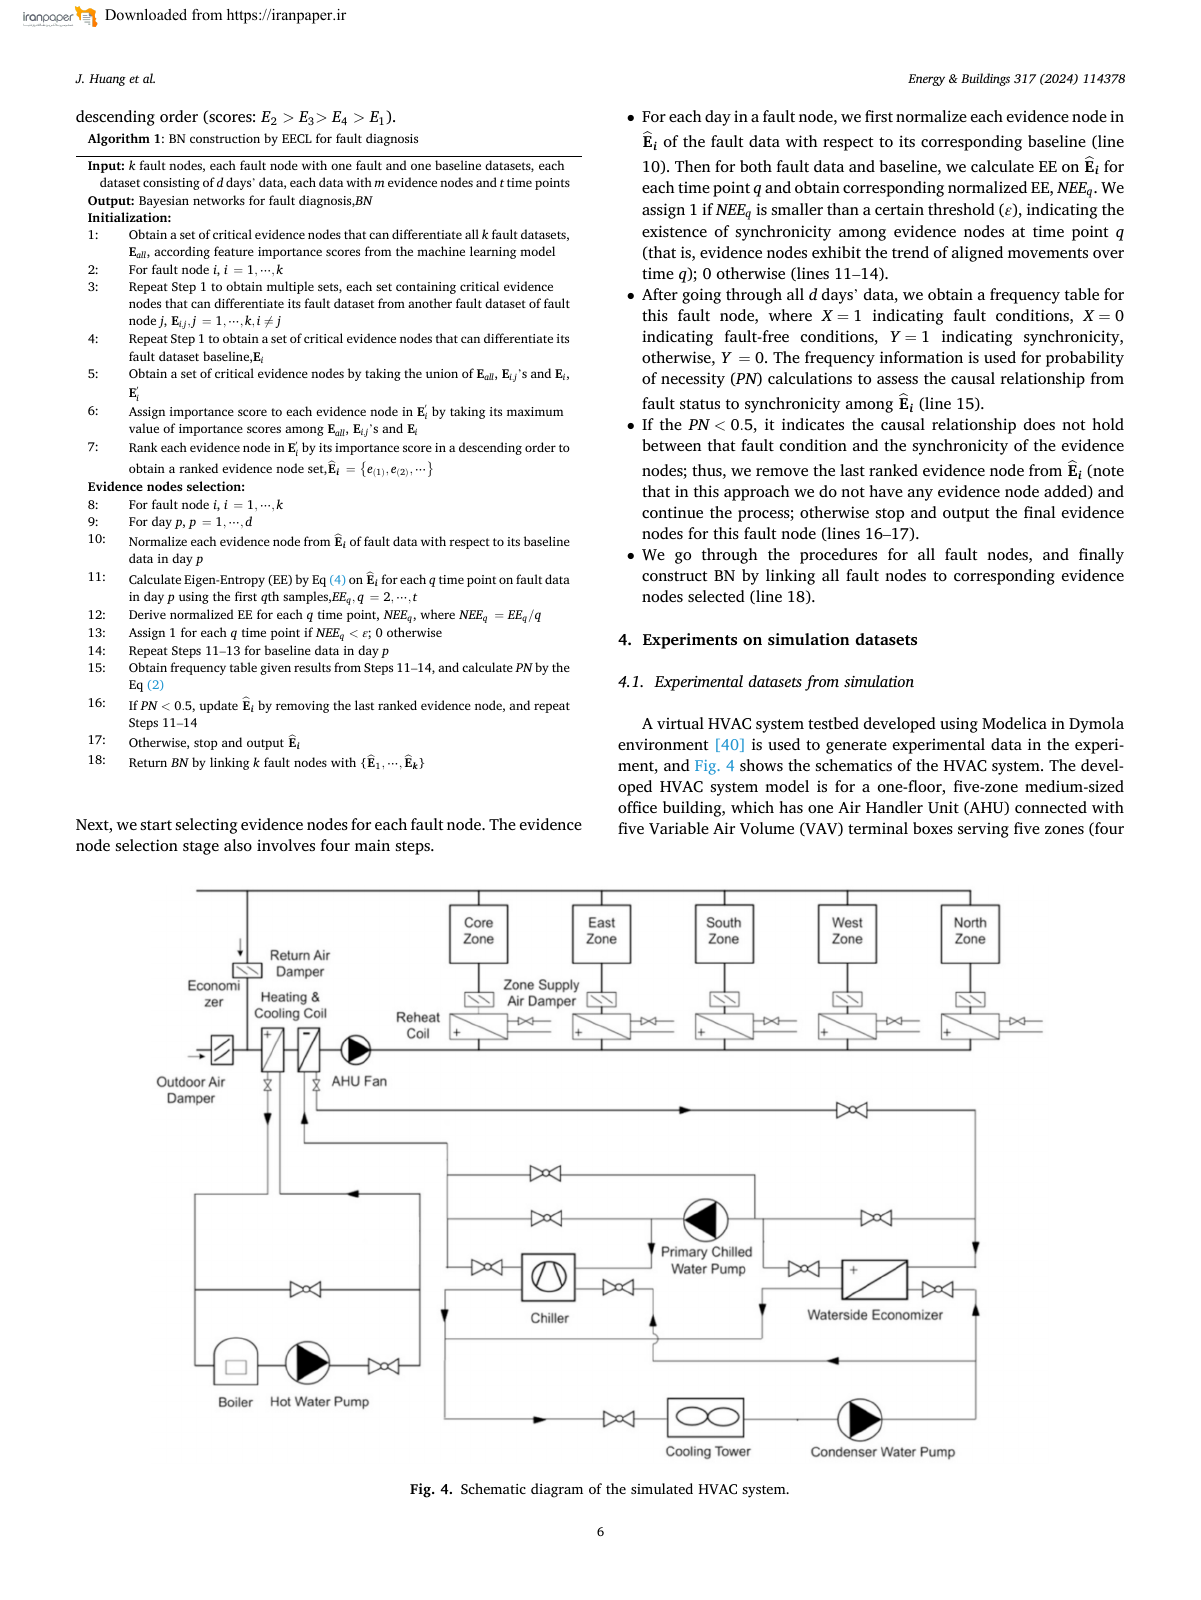 iranpaper
Downloaded from https://iranpaper.ir
J. Huang et al.
Energy & Buildings 317 (2024) 114378
descending order (scores: E2 > E3> E4 > E1).
Algorithm 1: BN construction by EECL for fault diagnosis
Input: k fault nodes, each fault node with one fault and one baseline datasets, each
dataset consisting of d days' data, each data with m evidence nodes and t time points
Output: Bayesian networks for fault diagnosis,BN
Initialization:
1: Obtain a set of critical evidence nodes that can differentiate all k fault datasets,
Eall, according feature importance scores from the machine learning model
2: For fault node i, i = 1,⋯,k
3: Repeat Step 1 to obtain multiple sets, each set containing critical evidence
nodes that can differentiate its fault dataset from another fault dataset of fault
node j, Ei,j,j = 1,⋯,k,i ≠ j
4: Repeat Step 1 to obtain a set of critical evidence nodes that can differentiate its
fault dataset baseline,Ei
5: Obtain a set of critical evidence nodes by taking the union of Eall, Ei,j's and Ei,
E′i
6: Assign importance score to each evidence node in E′i by taking its maximum
value of importance scores among Eall, Ei,j's and Ei
7: Rank each evidence node in E′i by its importance score in a descending order to
obtain a ranked evidence node set,Êi = {e(1), e(2), ⋯}
Evidence nodes selection:
8: For fault node i, i = 1,⋯,k
9: For day p, p = 1,⋯,d
10: Normalize each evidence node from Êi of fault data with respect to its baseline
data in day p
11: Calculate Eigen-Entropy (EE) by Eq (4) on Êi for each q time point on fault data
in day p using the first qth samples,EEq, q = 2,⋯,t
12: Derive normalized EE for each q time point, NEEq, where NEEq = EEq/q
13: Assign 1 for each q time point if NEEq < ε; 0 otherwise
14: Repeat Steps 11–13 for baseline data in day p
15: Obtain frequency table given results from Steps 11–14, and calculate PN by the
Eq (2)
16: If PN < 0.5, update Êi by removing the last ranked evidence node, and repeat
Steps 11–14
17: Otherwise, stop and output Êi
18: Return BN by linking k fault nodes with {Ê1,⋯,Êk}
Next, we start selecting evidence nodes for each fault node. The evidence
node selection stage also involves four main steps.
• For each day in a fault node, we first normalize each evidence node in
Êi of the fault data with respect to its corresponding baseline (line
10). Then for both fault data and baseline, we calculate EE on Êi for
each time point q and obtain corresponding normalized EE, NEEq. We
assign 1 if NEEq is smaller than a certain threshold (ε), indicating the
existence of synchronicity among evidence nodes at time point q
(that is, evidence nodes exhibit the trend of aligned movements over
time q); 0 otherwise (lines 11–14).
• After going through all d days' data, we obtain a frequency table for
this fault node, where X = 1 indicating fault conditions, X = 0
indicating fault-free conditions, Y = 1 indicating synchronicity,
otherwise, Y = 0. The frequency information is used for probability
of necessity (PN) calculations to assess the causal relationship from
fault status to synchronicity among Êi (line 15).
• If the PN < 0.5, it indicates the causal relationship does not hold
between that fault condition and the synchronicity of the evidence
nodes; thus, we remove the last ranked evidence node from Êi (note
that in this approach we do not have any evidence node added) and
continue the process; otherwise stop and output the final evidence
nodes for this fault node (lines 16–17).
• We go through the procedures for all fault nodes, and finally
construct BN by linking all fault nodes to corresponding evidence
nodes selected (line 18).
4. Experiments on simulation datasets
4.1. Experimental datasets from simulation
A virtual HVAC system testbed developed using Modelica in Dymola
environment [40] is used to generate experimental data in the experi-
ment, and Fig. 4 shows the schematics of the HVAC system. The devel-
oped HVAC system model is for a one-floor, five-zone medium-sized
office building, which has one Air Handler Unit (AHU) connected with
five Variable Air Volume (VAV) terminal boxes serving five zones (four
Core
Zone
East
Zone
South
Zone
West
Zone
North
Zone
Return Air
Damper
Economi
zer
Heating &
Cooling Coil
Zone Supply
Air Damper
Reheat
Coil
+
-
+
+
+
+
+
Outdoor Air
Damper
AHU Fan
Primary Chilled
Water Pump
+
Chiller
Waterside Economizer
Boiler
Hot Water Pump
Cooling Tower
Condenser Water Pump
Fig. 4. Schematic diagram of the simulated HVAC system.
6